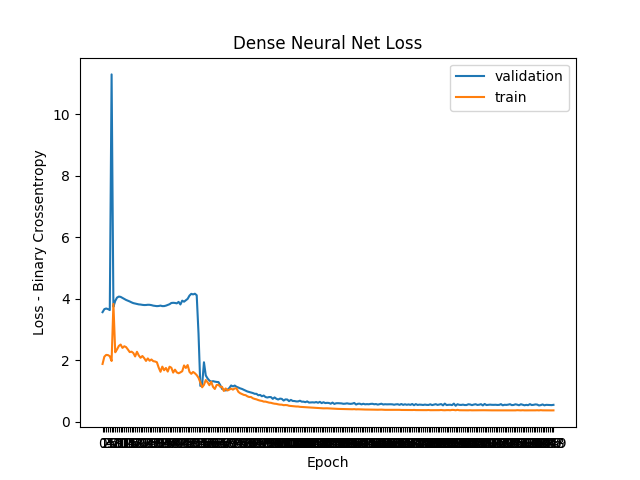 Dense Neural Net Loss
validation
train
10
8
6
4
2
0
Loss - Binary Crossentropy
Epoch